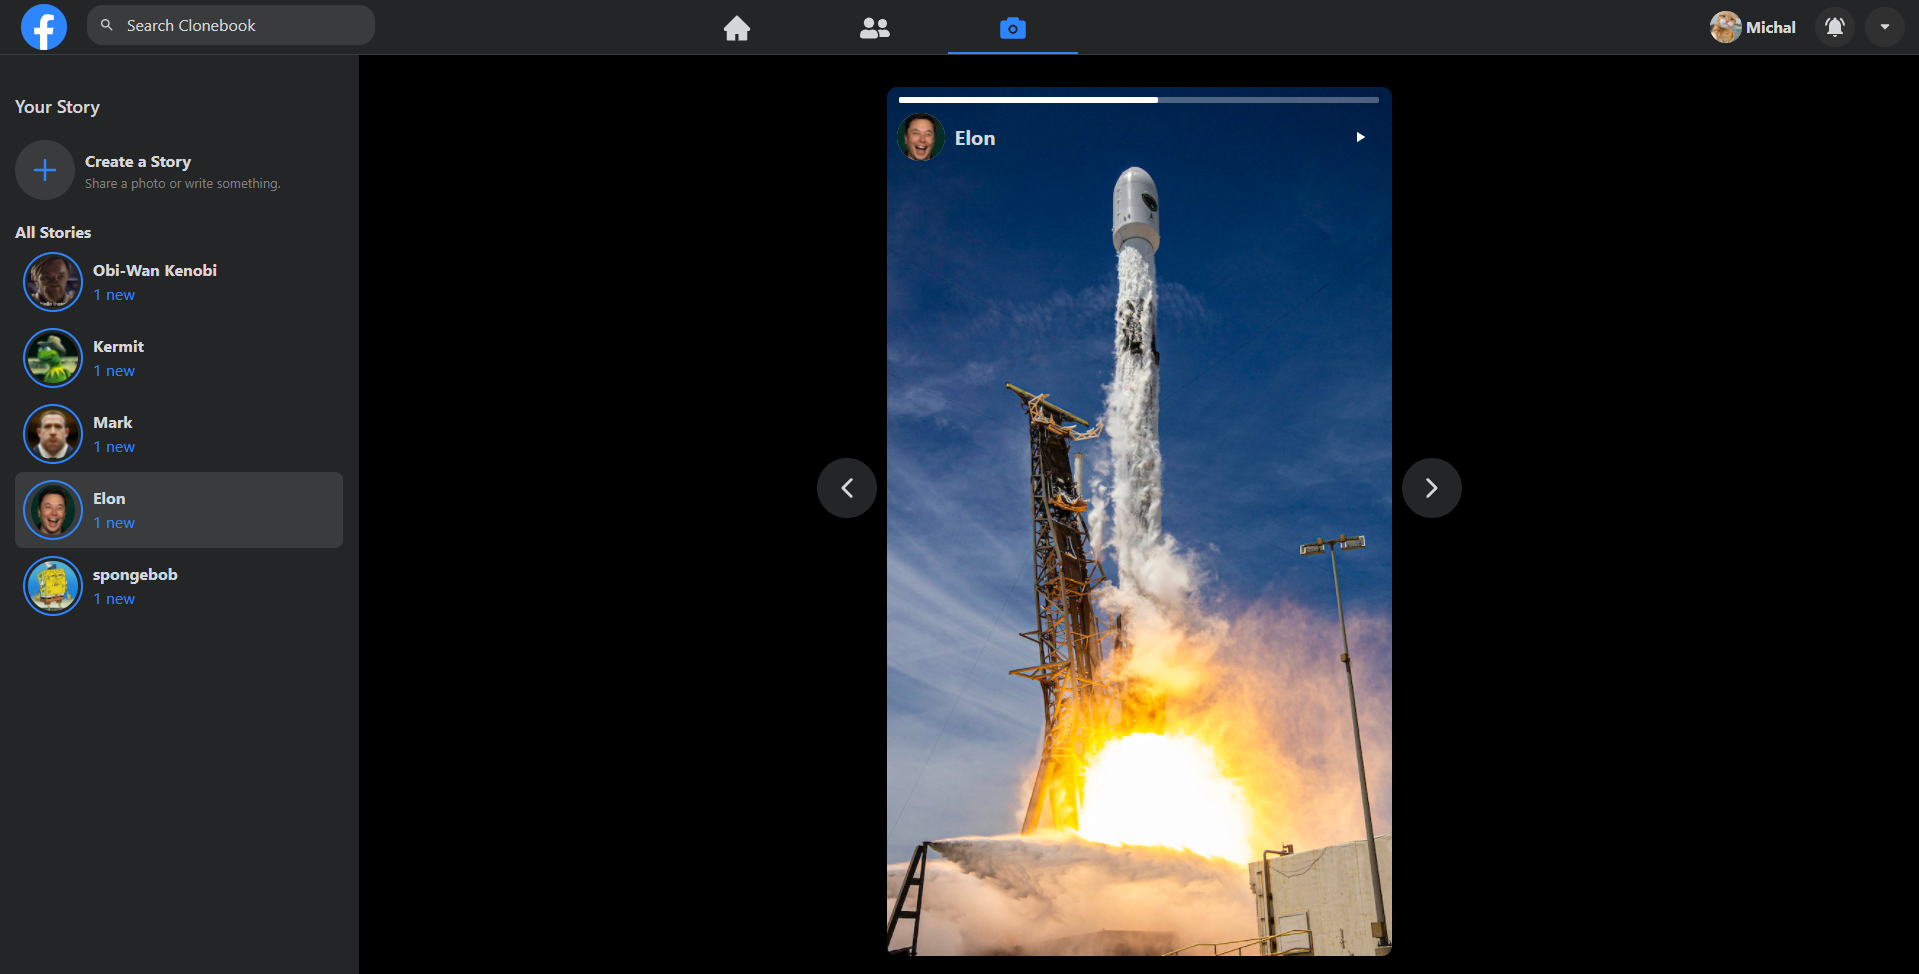 Search Clonebook
Michal
Your Story
Create a Story
Share a photo or write something.
All Stories
Obi-Wan Kenobi
1 new
Kermit
1 new
Mark
1 new
Elon
1 new
spongebob
1 new
Elon